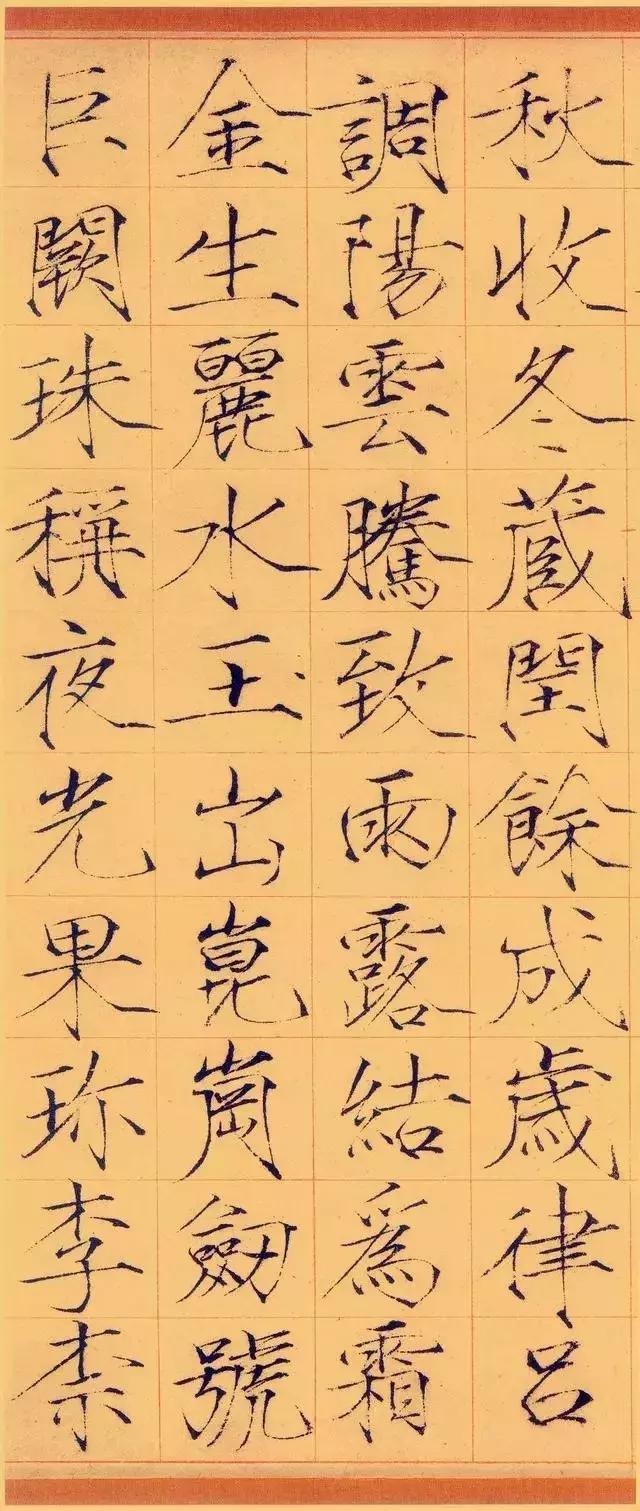 秋收冬蔵閏餘成歲律呂
調陽雲騰致雨露結爲霜
金生麗水玉出崑崗劒號
巨闕珠稱夜光果珎李柰